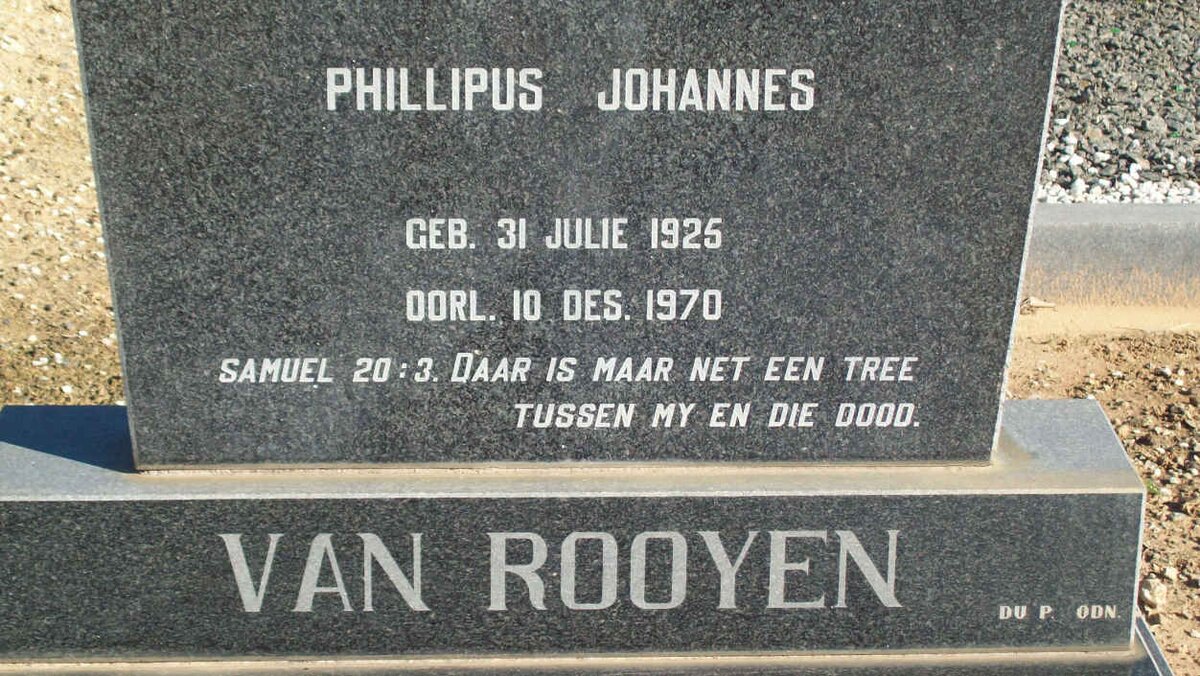 PHILLIPUS JOHANNES
GEB. 31 JULIE 1925
OORL. 10 DES. 1970
SAMUEL 20:3. DAAR IS MAAR NET EEN TREE
TUSSEN MY EN DIE DOOD.
VAN ROOYEN
DU P. ODN.